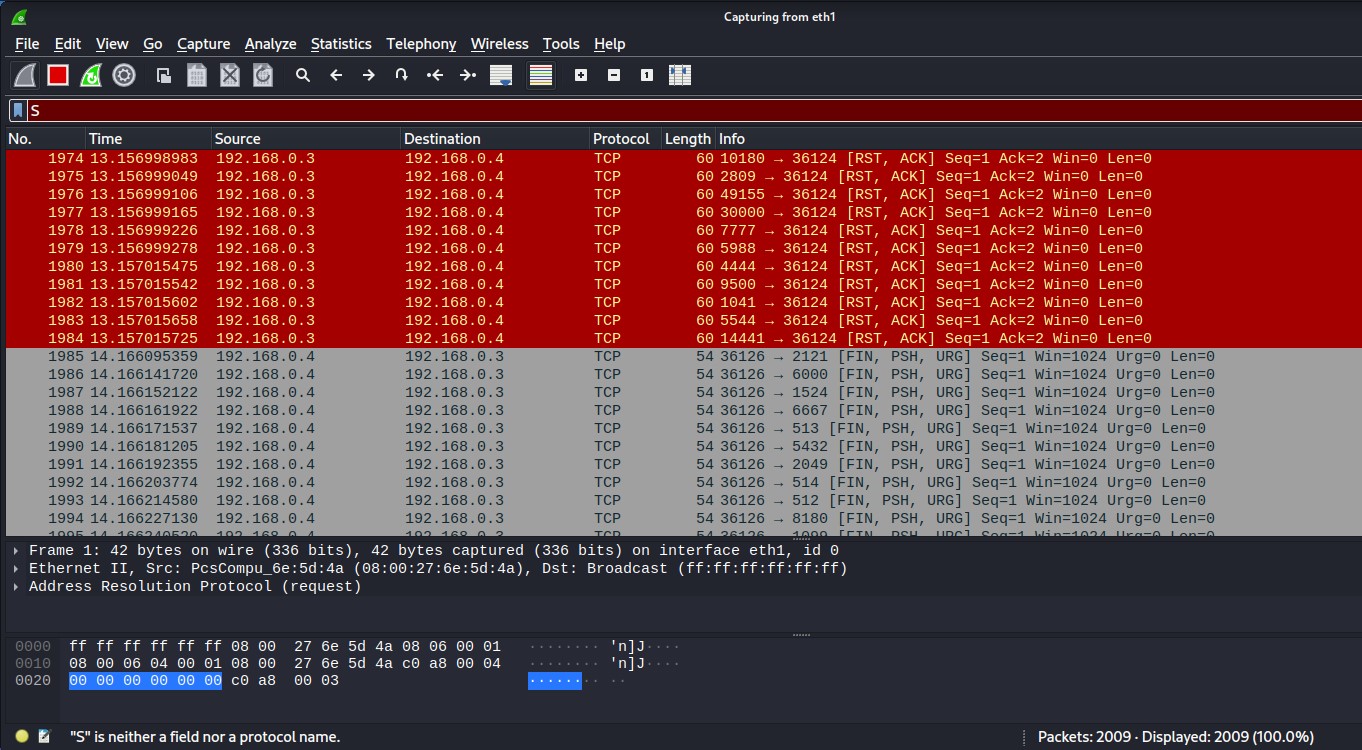 Capturing from eth1
File Edit View Go Capture Analyze Statistics Telephony Wireless Tools Help
S
No. Time Source Destination Protocol Length Info
1974 13.156998983 192.168.0.3 192.168.0.4 TCP 60 10180 → 36124 [RST, ACK] Seq=1 Ack=2 Win=0 Len=0
1975 13.156999049 192.168.0.3 192.168.0.4 TCP 60 2809 → 36124 [RST, ACK] Seq=1 Ack=2 Win=0 Len=0
1976 13.156999106 192.168.0.3 192.168.0.4 TCP 60 49155 → 36124 [RST, ACK] Seq=1 Ack=2 Win=0 Len=0
1977 13.156999165 192.168.0.3 192.168.0.4 TCP 60 30000 → 36124 [RST, ACK] Seq=1 Ack=2 Win=0 Len=0
1978 13.156999226 192.168.0.3 192.168.0.4 TCP 60 7777 → 36124 [RST, ACK] Seq=1 Ack=2 Win=0 Len=0
1979 13.156999278 192.168.0.3 192.168.0.4 TCP 60 5988 → 36124 [RST, ACK] Seq=1 Ack=2 Win=0 Len=0
1980 13.157015475 192.168.0.3 192.168.0.4 TCP 60 4444 → 36124 [RST, ACK] Seq=1 Ack=2 Win=0 Len=0
1981 13.157015542 192.168.0.3 192.168.0.4 TCP 60 9500 → 36124 [RST, ACK] Seq=1 Ack=2 Win=0 Len=0
1982 13.157015602 192.168.0.3 192.168.0.4 TCP 60 1041 → 36124 [RST, ACK] Seq=1 Ack=2 Win=0 Len=0
1983 13.157015658 192.168.0.3 192.168.0.4 TCP 60 5544 → 36124 [RST, ACK] Seq=1 Ack=2 Win=0 Len=0
1984 13.157015725 192.168.0.3 192.168.0.4 TCP 60 14441 → 36124 [RST, ACK] Seq=1 Ack=2 Win=0 Len=0
1985 14.166095359 192.168.0.4 192.168.0.3 TCP 54 36126 → 2121 [FIN, PSH, URG] Seq=1 Win=1024 Urg=0 Len=0
1986 14.166141720 192.168.0.4 192.168.0.3 TCP 54 36126 → 6000 [FIN, PSH, URG] Seq=1 Win=1024 Urg=0 Len=0
1987 14.166152122 192.168.0.4 192.168.0.3 TCP 54 36126 → 1524 [FIN, PSH, URG] Seq=1 Win=1024 Urg=0 Len=0
1988 14.166161922 192.168.0.4 192.168.0.3 TCP 54 36126 → 6667 [FIN, PSH, URG] Seq=1 Win=1024 Urg=0 Len=0
1989 14.166171537 192.168.0.4 192.168.0.3 TCP 54 36126 → 513 [FIN, PSH, URG] Seq=1 Win=1024 Urg=0 Len=0
1990 14.166181205 192.168.0.4 192.168.0.3 TCP 54 36126 → 5432 [FIN, PSH, URG] Seq=1 Win=1024 Urg=0 Len=0
1991 14.166192355 192.168.0.4 192.168.0.3 TCP 54 36126 → 2049 [FIN, PSH, URG] Seq=1 Win=1024 Urg=0 Len=0
1992 14.166203774 192.168.0.4 192.168.0.3 TCP 54 36126 → 514 [FIN, PSH, URG] Seq=1 Win=1024 Urg=0 Len=0
1993 14.166214580 192.168.0.4 192.168.0.3 TCP 54 36126 → 512 [FIN, PSH, URG] Seq=1 Win=1024 Urg=0 Len=0
1994 14.166227130 192.168.0.4 192.168.0.3 TCP 54 36126 → 8180 [FIN, PSH, URG] Seq=1 Win=1024 Urg=0 Len=0
Frame 1: 42 bytes on wire (336 bits), 42 bytes captured (336 bits) on interface eth1, id 0
Ethernet II, Src: PcsCompu_6e:5d:4a (08:00:27:6e:5d:4a), Dst: Broadcast (ff:ff:ff:ff:ff:ff)
Address Resolution Protocol (request)
0000 ff ff ff ff ff ff 08 00 27 6e 5d 4a 08 06 00 01 ········ 'n]J····
0010 08 00 06 04 00 01 08 00 27 6e 5d 4a c0 a8 00 04 ········ 'n]J····
0020 00 00 00 00 00 00 c0 a8 00 03 ········ ··
"S" is neither a field nor a protocol name.
Packets: 2009 · Displayed: 2009 (100.0%)